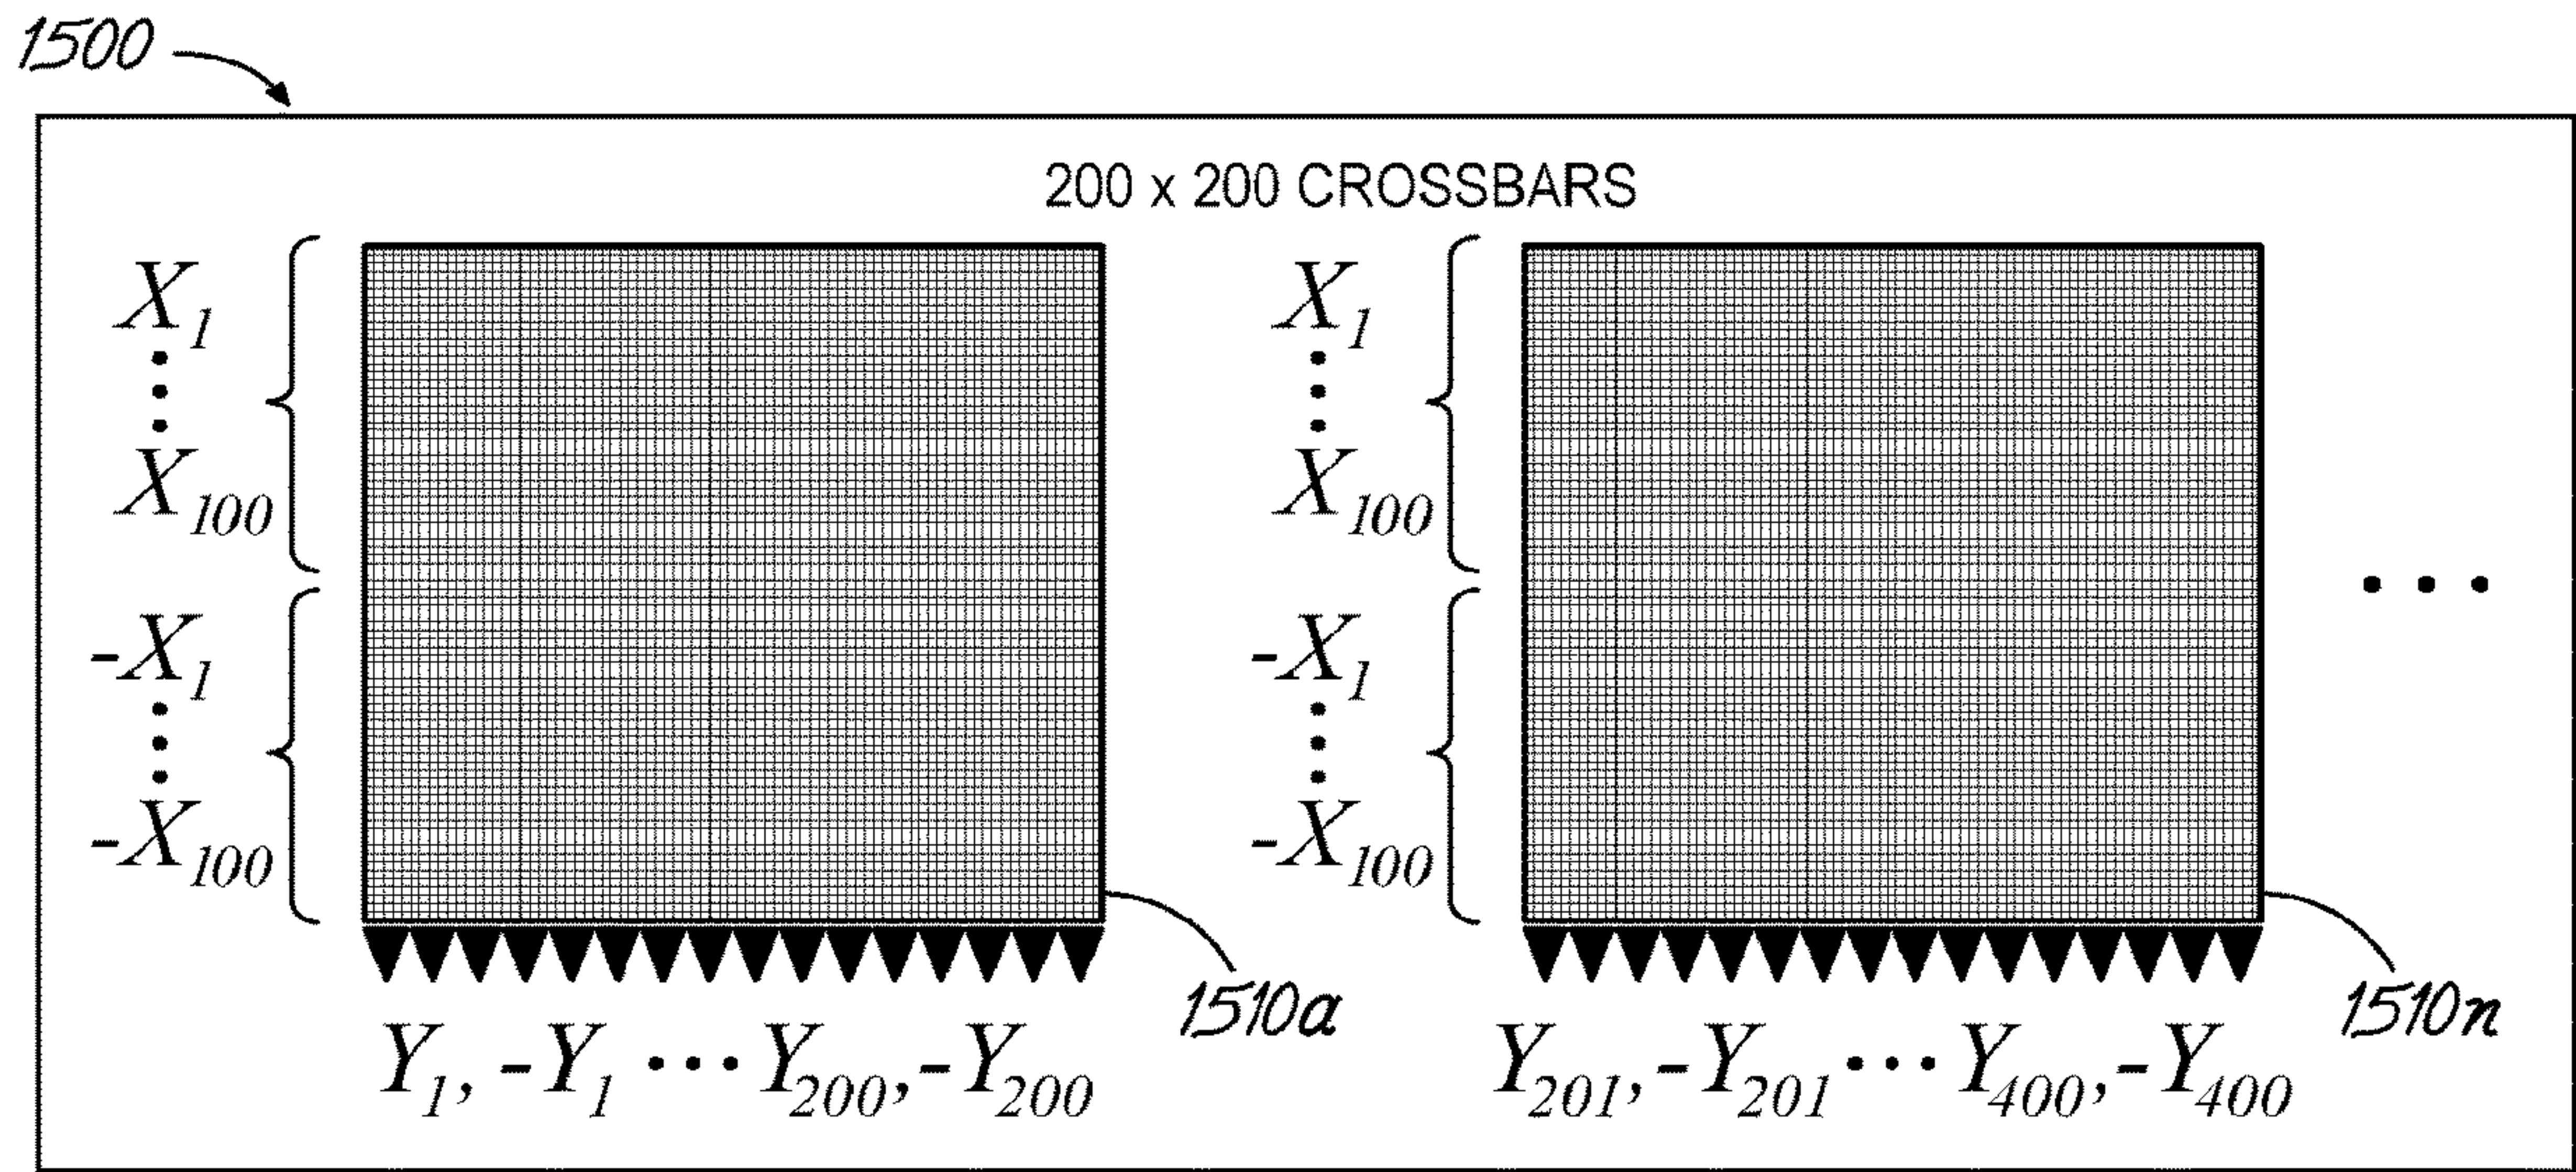 1500
200 x 200 CROSSBARS
X1
X100
-X1
-X100
X1
X100
-X1
-X100
1510a
1510n
Y1, -Y1 ••• Y200, -Y200
Y201, -Y201 ••• Y400, -Y400